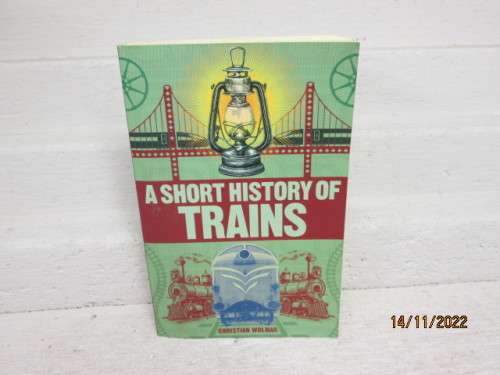 A SHORT HISTORY OF
TRAINS
CHRISTIAN WOLMAR
14/11/2022